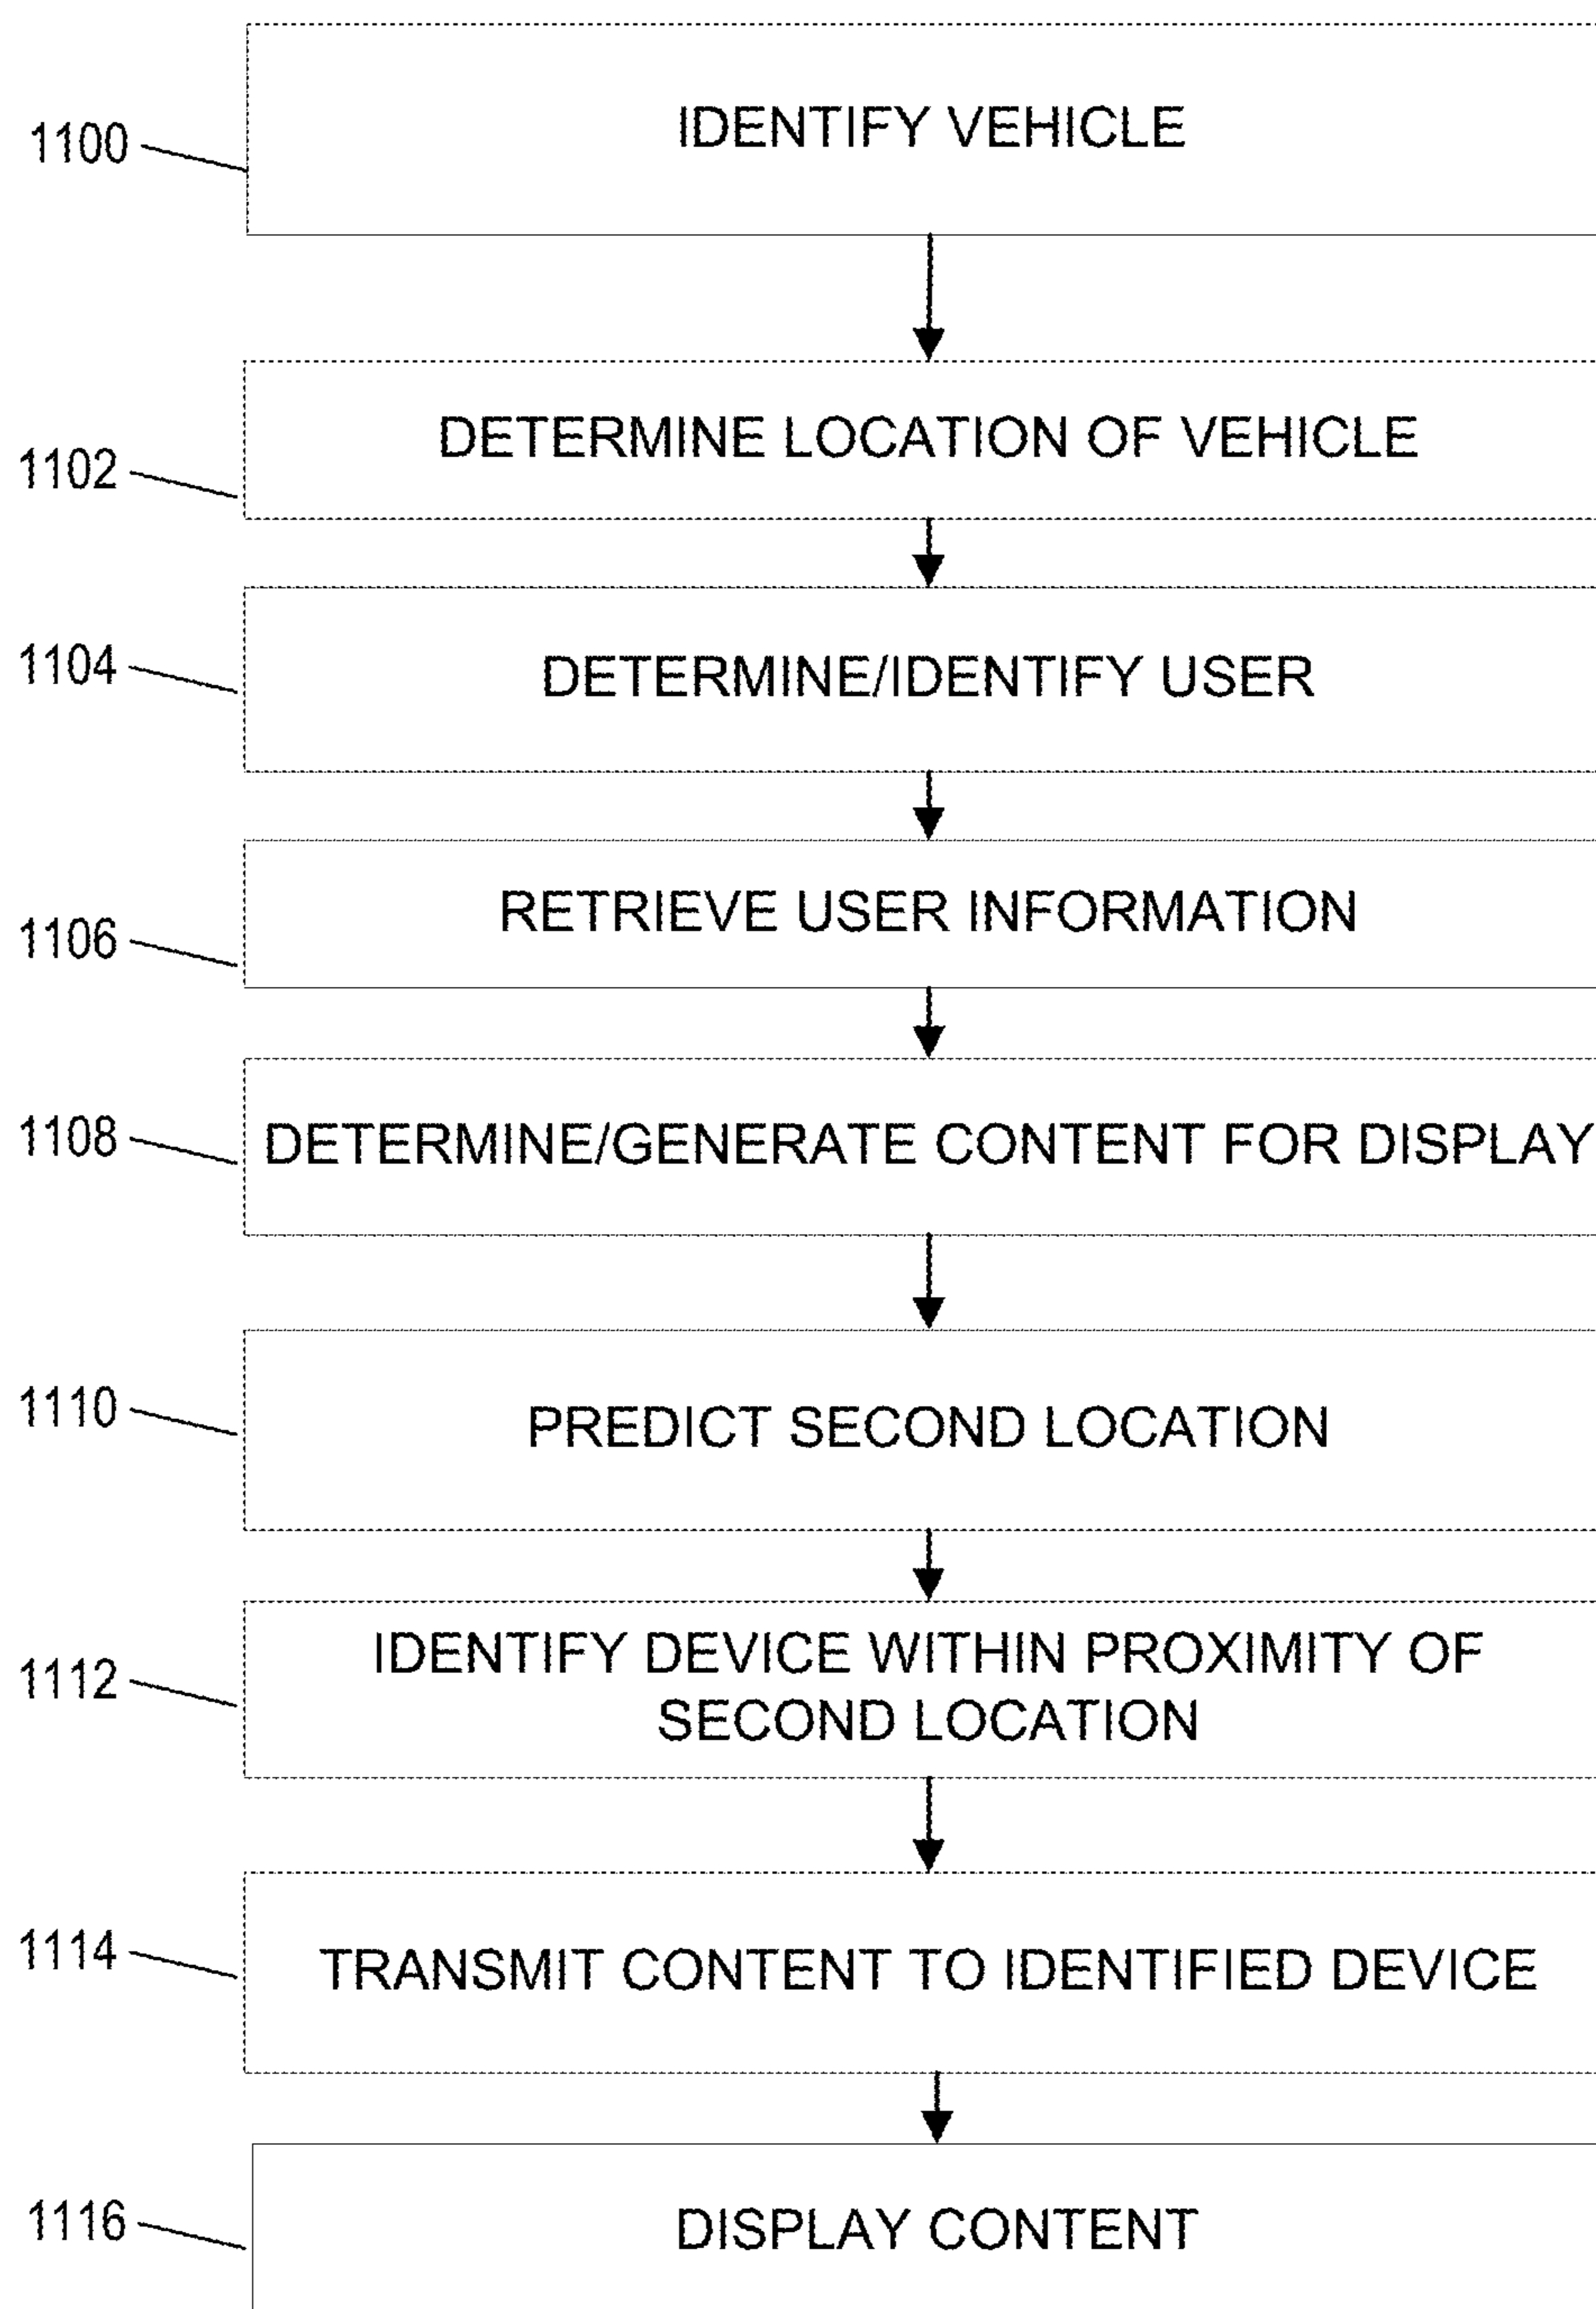 1100
IDENTIFY VEHICLE
1102
DETERMINE LOCATION OF VEHICLE
1104
DETERMINE/IDENTIFY USER
1106
RETRIEVE USER INFORMATION
1108
DETERMINE/GENERATE CONTENT FOR DISPLAY
1110
PREDICT SECOND LOCATION
1112
IDENTIFY DEVICE WITHIN PROXIMITY OF
SECOND LOCATION
1114
TRANSMIT CONTENT TO IDENTIFIED DEVICE
1116
DISPLAY CONTENT